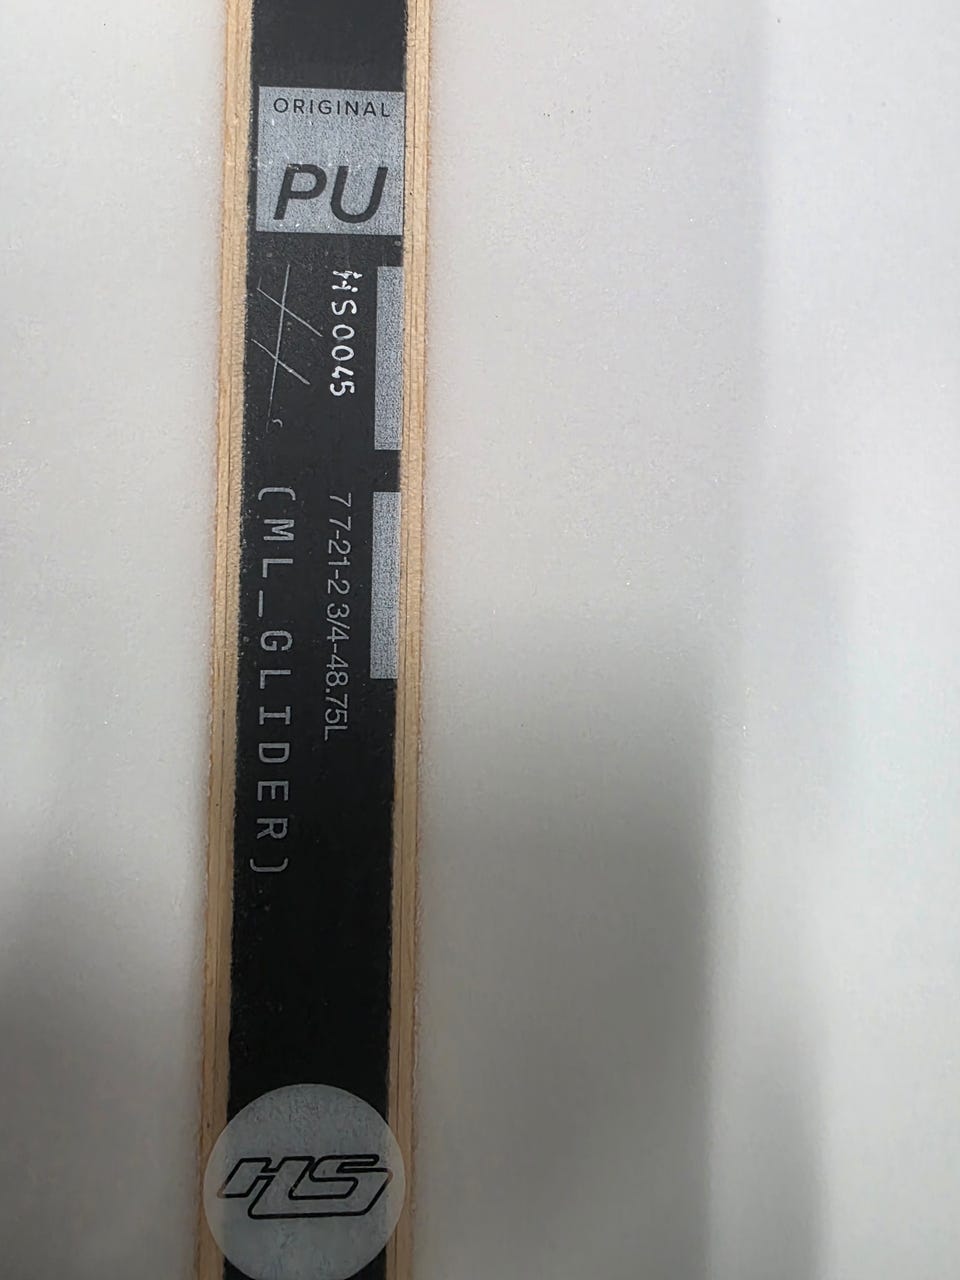 ORIGINAL
PU
HS0045
7 7-21-2 3/4-48.75L
(ML_GLIDER)
HS